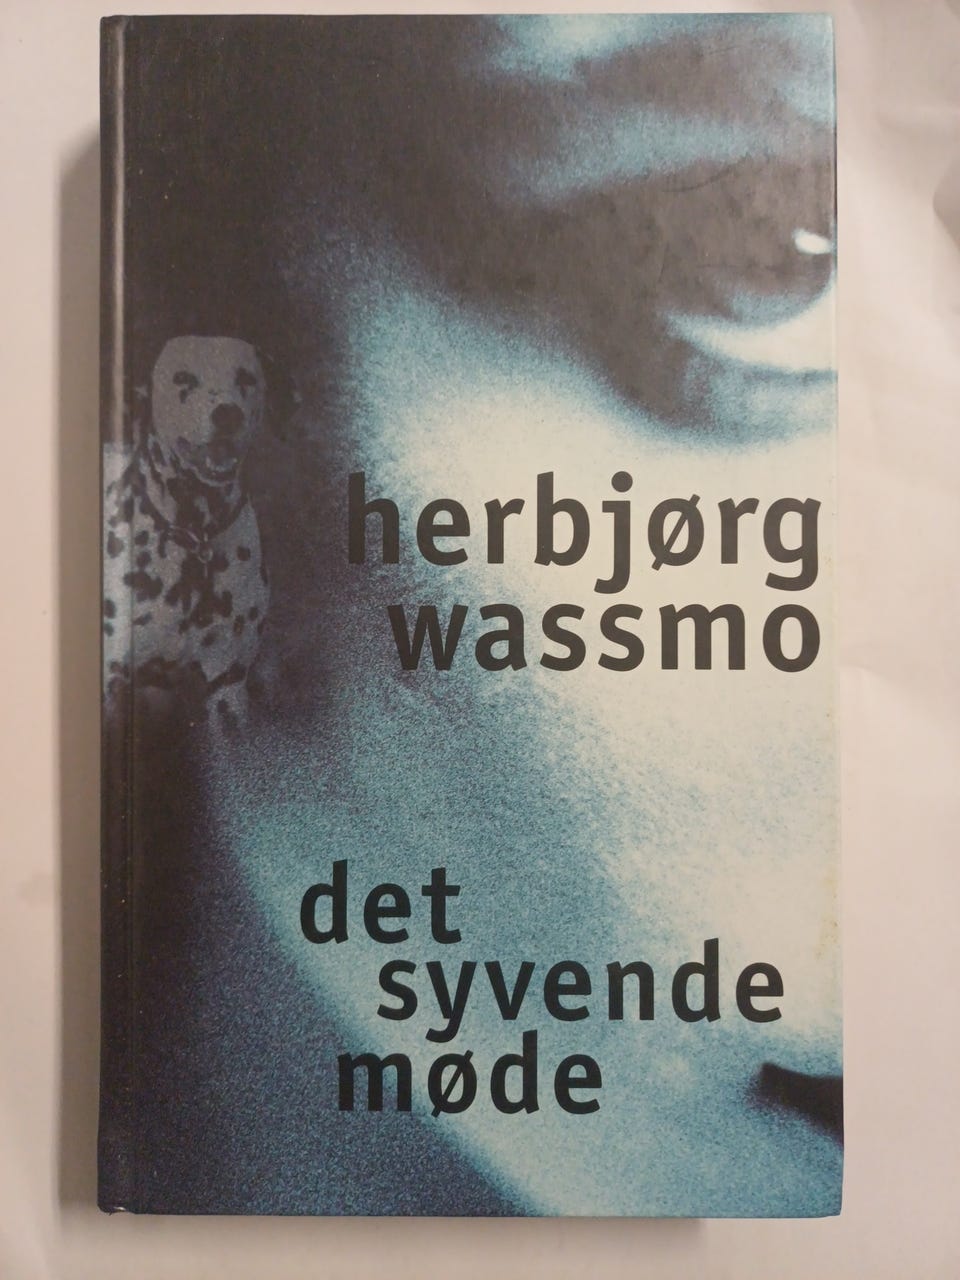 herbjørg
wassmo
det
syvende
møde